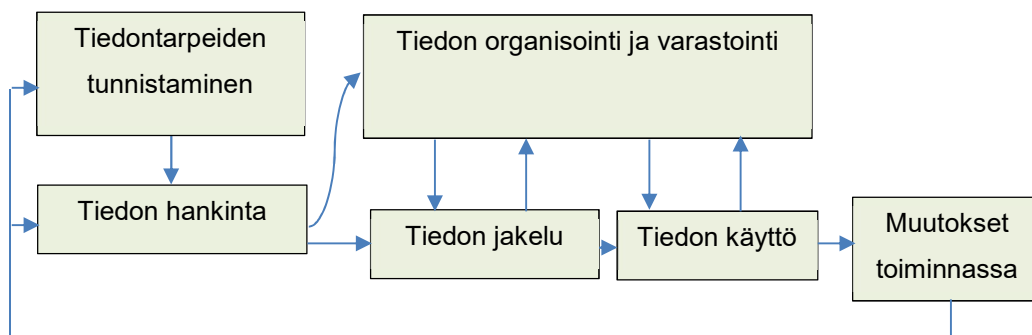 Tiedontarpeiden
tunnistaminen
Tiedon organisointi ja varastointi
Tiedon hankinta
Tiedon jakelu
Tiedon käyttö
Muutokset
toiminnassa